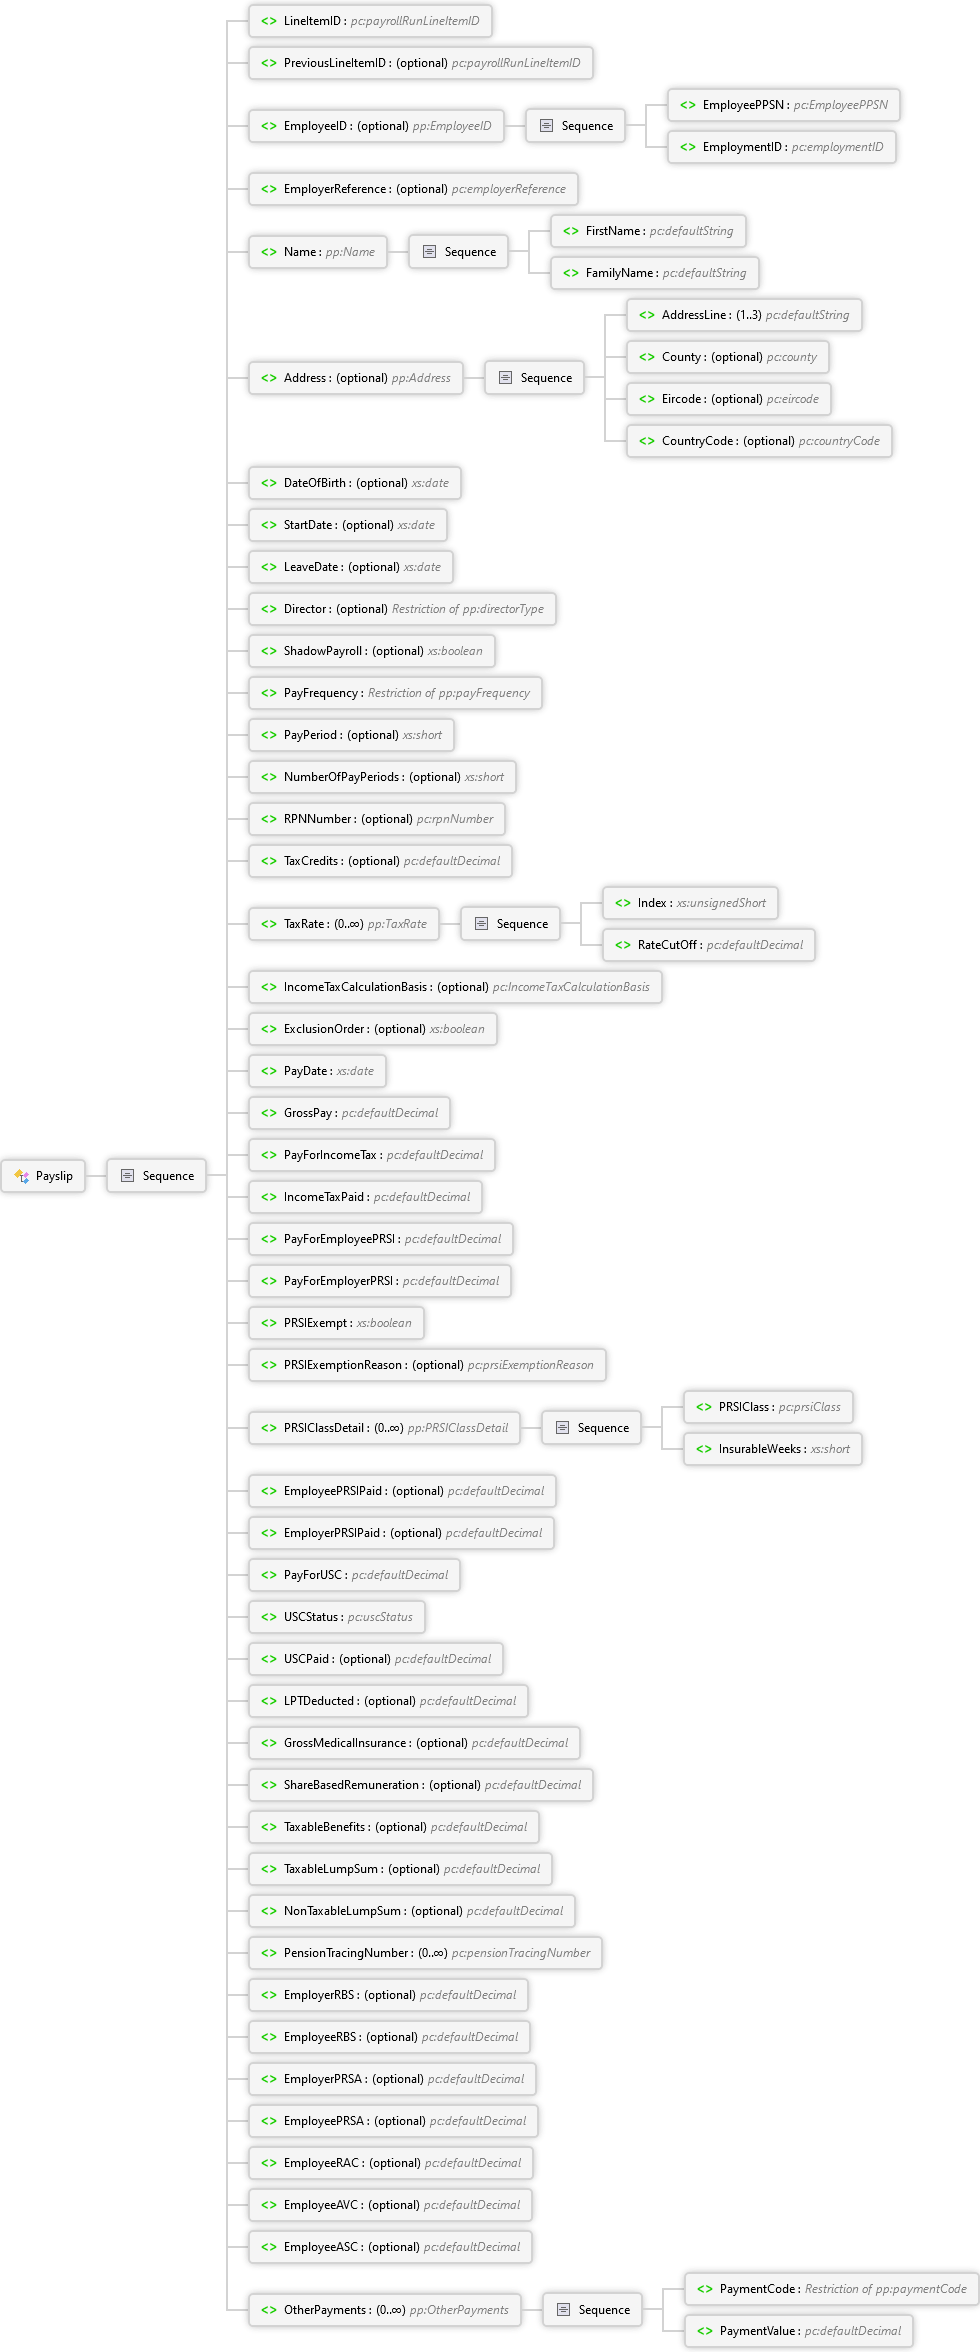 LineItemID : pc:payrollRunLineItemID
PreviousLineItemID : (optional) pc:payrollRunLineItemID
EmployeePPSN : pc:EmployeePPSN
EmployeeID : (optional) pp:EmployeeID Sequence
EmploymentID : pc:employmentID
EmployerReference : (optional) pc:employerReference
FirstName : pc:defaultString
Name : pp:Name Sequence
FamilyName : pc:defaultString
AddressLine : (1..3) pc:defaultString
County : (optional) pc:county
Address : (optional) pp:Address Sequence
Eircode : (optional) pc:eircode
CountryCode : (optional) pc:countryCode
DateOfBirth : (optional) xs:date
StartDate : (optional) xs:date
LeaveDate : (optional) xs:date
Director : (optional) Restriction of pp:directorType
ShadowPayroll : (optional) xs:boolean
PayFrequency : Restriction of pp:payFrequency
PayPeriod : (optional) xs:short
NumberOfPayPeriods : (optional) xs:short
RPNNumber : (optional) pc:rpnNumber
TaxCredits : (optional) pc:defaultDecimal
Index : xs:unsignedShort
TaxRate : (0..∞) pp:TaxRate Sequence
RateCutOff : pc:defaultDecimal
IncomeTaxCalculationBasis : (optional) pc:IncomeTaxCalculationBasis
ExclusionOrder : (optional) xs:boolean
PayDate : xs:date
GrossPay : pc:defaultDecimal
PayForIncomeTax : pc:defaultDecimal
Payslip Sequence
IncomeTaxPaid : pc:defaultDecimal
PayForEmployeePRSI : pc:defaultDecimal
PayForEmployerPRSI : pc:defaultDecimal
PRSIExempt : xs:boolean
PRSIExemptionReason : (optional) pc:prsiExemptionReason
PRSIClass : pc:prsiClass
PRSIClassDetail : (0..∞) pp:PRSIClassDetail Sequence
InsurableWeeks : xs:short
EmployeePRSIPaid : (optional) pc:defaultDecimal
EmployerPRSIPaid : (optional) pc:defaultDecimal
PayForUSC : pc:defaultDecimal
USCStatus : pc:uscStatus
USCPaid : (optional) pc:defaultDecimal
LPTDeducted : (optional) pc:defaultDecimal
GrossMedicalInsurance : (optional) pc:defaultDecimal
ShareBasedRemuneration : (optional) pc:defaultDecimal
TaxableBenefits : (optional) pc:defaultDecimal
TaxableLumpSum : (optional) pc:defaultDecimal
NonTaxableLumpSum : (optional) pc:defaultDecimal
PensionTracingNumber : (0..∞) pc:pensionTracingNumber
EmployerRBS : (optional) pc:defaultDecimal
EmployeeRBS : (optional) pc:defaultDecimal
EmployerPRSA : (optional) pc:defaultDecimal
EmployeePRSA : (optional) pc:defaultDecimal
EmployeeRAC : (optional) pc:defaultDecimal
EmployeeAVC : (optional) pc:defaultDecimal
EmployeeASC : (optional) pc:defaultDecimal
PaymentCode : Restriction of pp:paymentCode
OtherPayments : (0..∞) pp:OtherPayments Sequence
PaymentValue : pc:defaultDecimal